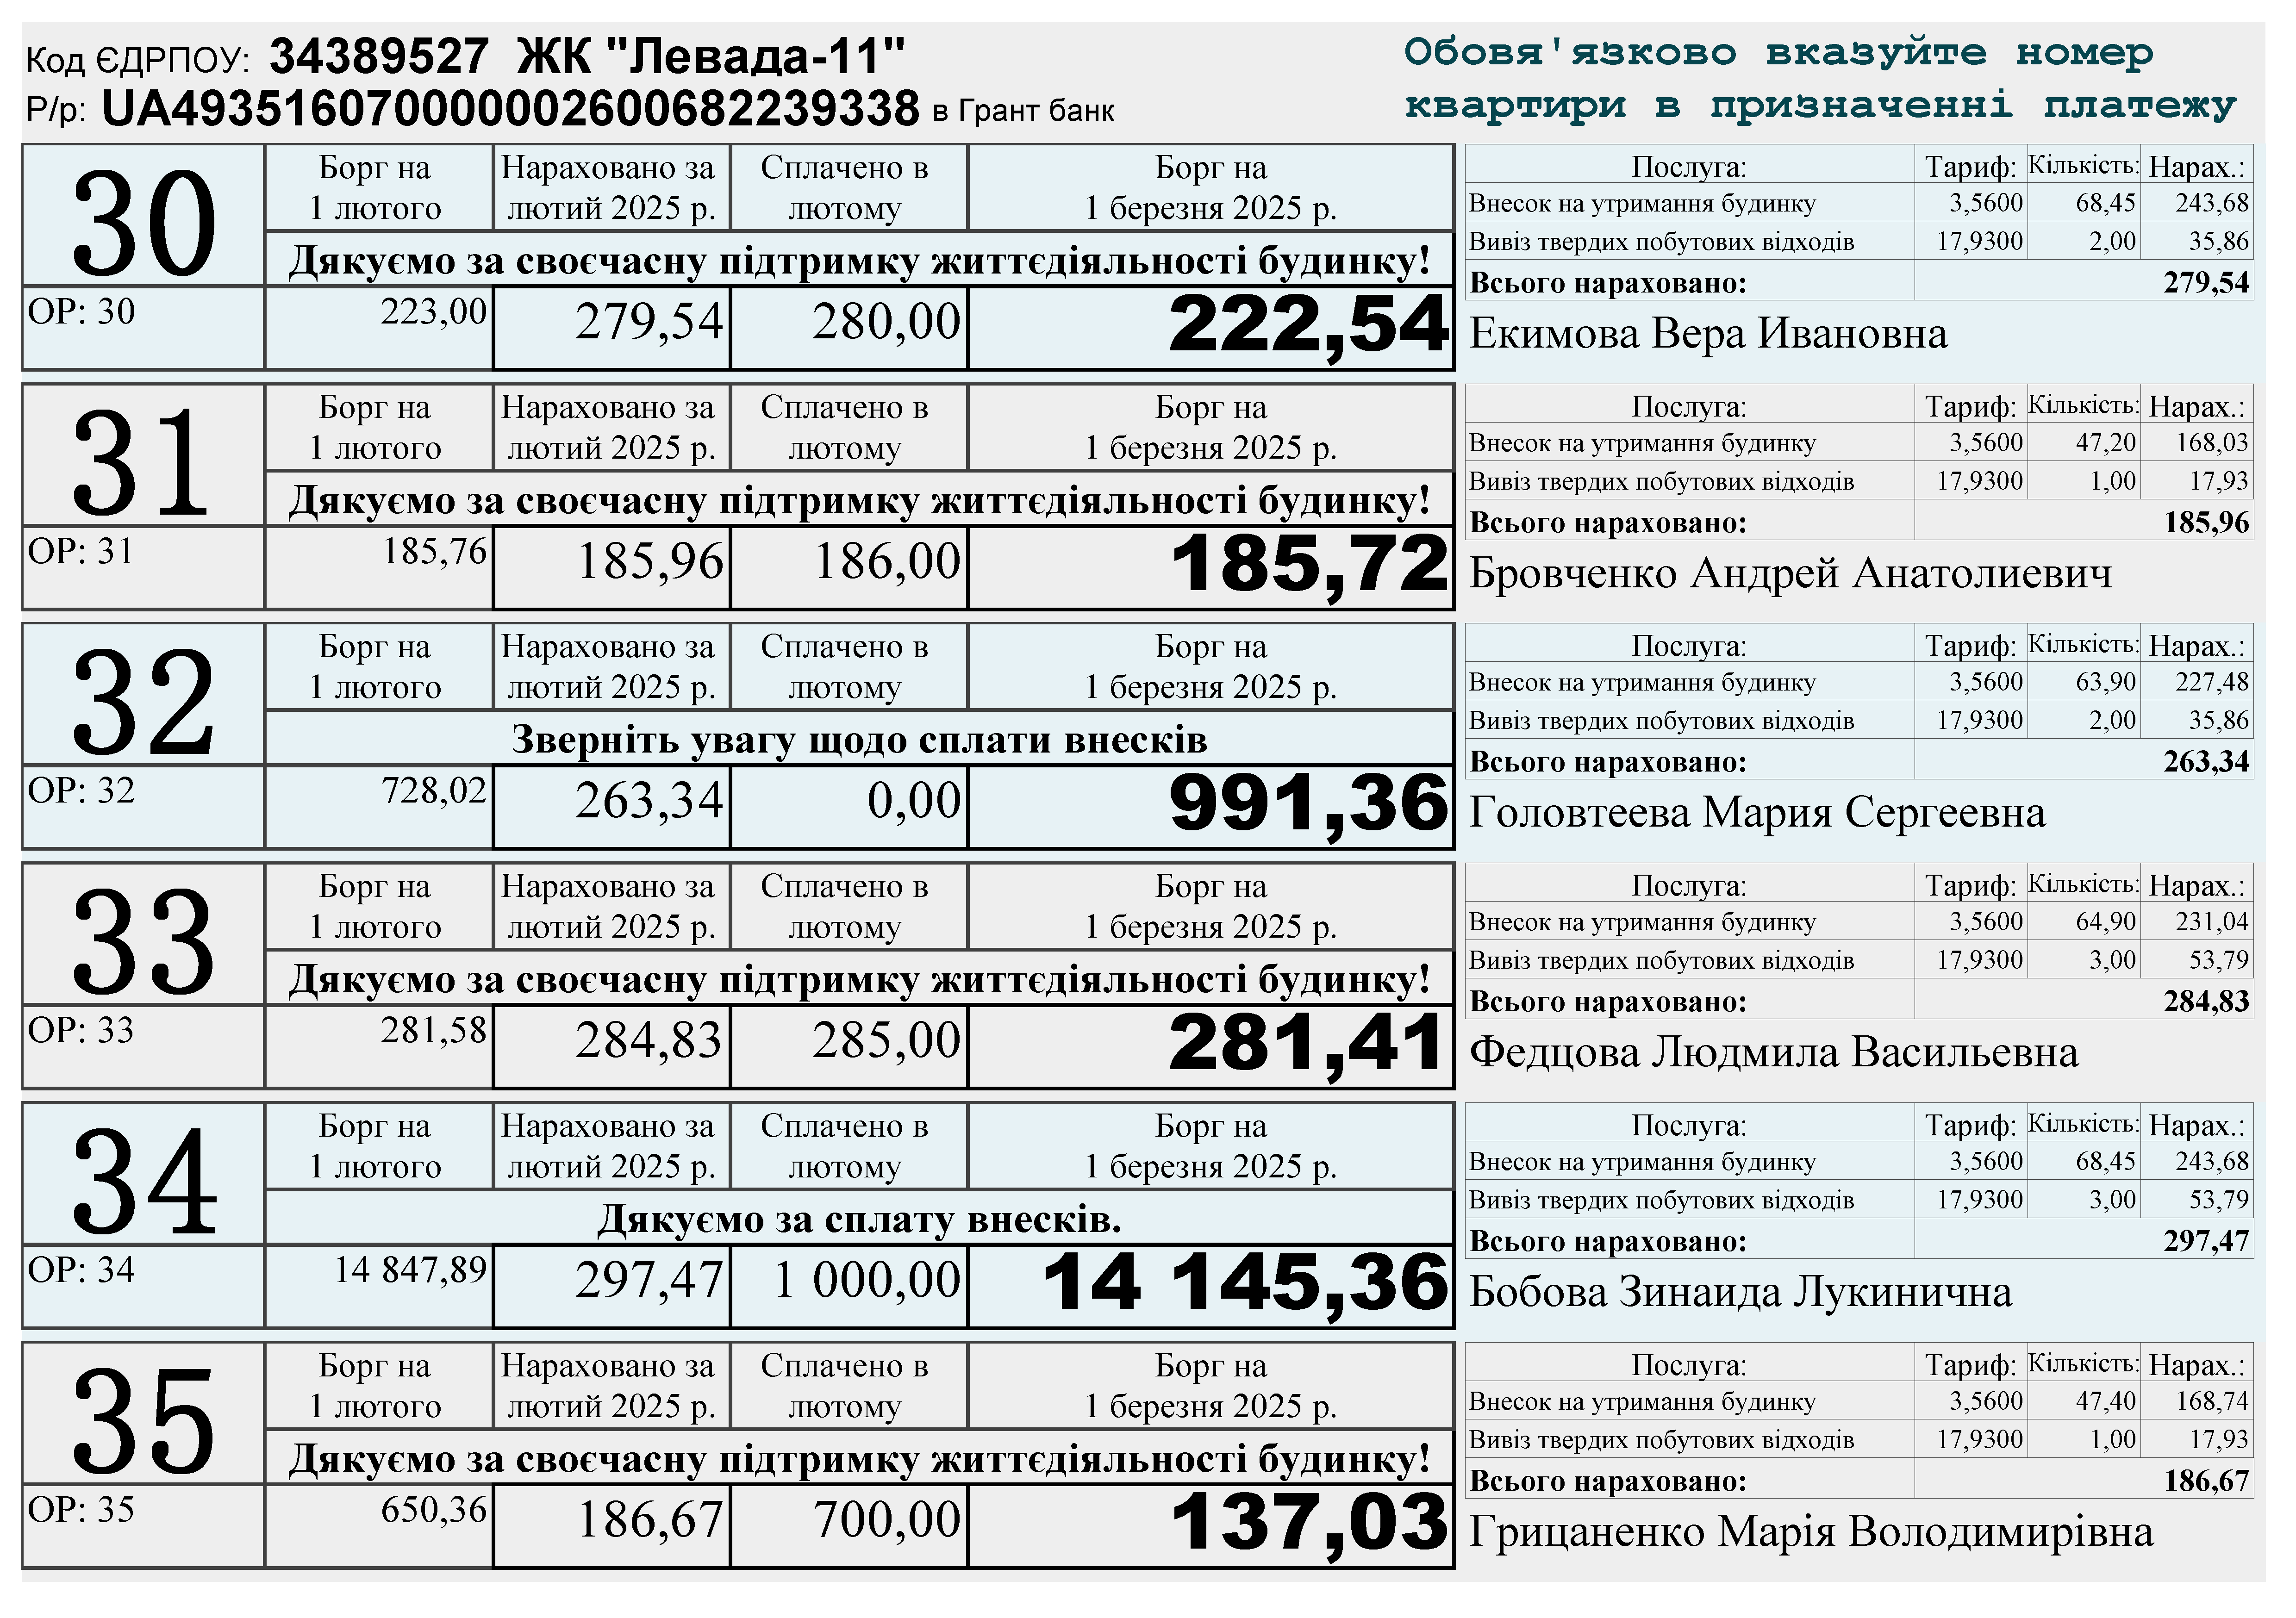 Код ЄДРПОУ: 34389527 ЖК "Левада-11"
Р/р: UA493516070000002600682239338 в Грант банк
Обовя'язково вказуйте номер
квартири в призначенні платежу
30
Борг на
1 лютого
Нараховано за
лютий 2025 р.
Сплачено в
лютому
Борг на
1 березня 2025 р.
Дякуємо за своєчасну підтримку життєдіяльності будинку!
ОР: 30 223,00 279,54 280,00 222,54
Послуга: Тариф: Кількість: Нарах.:
Внесок на утримання будинку 3,5600 68,45 243,68
Вивіз твердих побутових відходів 17,9300 2,00 35,86
Всього нараховано: 279,54
Екимова Вера Ивановна
31
Борг на
1 лютого
Нараховано за
лютий 2025 р.
Сплачено в
лютому
Борг на
1 березня 2025 р.
Дякуємо за своєчасну підтримку життєдіяльності будинку!
ОР: 31 185,76 185,96 186,00 185,72
Послуга: Тариф: Кількість: Нарах.:
Внесок на утримання будинку 3,5600 47,20 168,03
Вивіз твердих побутових відходів 17,9300 1,00 17,93
Всього нараховано: 185,96
Бровченко Андрей Анатолиевич
32
Борг на
1 лютого
Нараховано за
лютий 2025 р.
Сплачено в
лютому
Борг на
1 березня 2025 р.
Зверніть увагу щодо сплати внесків
ОР: 32 728,02 263,34 0,00 991,36
Послуга: Тариф: Кількість: Нарах.:
Внесок на утримання будинку 3,5600 63,90 227,48
Вивіз твердих побутових відходів 17,9300 2,00 35,86
Всього нараховано: 263,34
Головтеева Мария Сергеевна
33
Борг на
1 лютого
Нараховано за
лютий 2025 р.
Сплачено в
лютому
Борг на
1 березня 2025 р.
Дякуємо за своєчасну підтримку життєдіяльності будинку!
ОР: 33 281,58 284,83 285,00 281,41
Послуга: Тариф: Кількість: Нарах.:
Внесок на утримання будинку 3,5600 64,90 231,04
Вивіз твердих побутових відходів 17,9300 3,00 53,79
Всього нараховано: 284,83
Федцова Людмила Васильевна
34
Борг на
1 лютого
Нараховано за
лютий 2025 р.
Сплачено в
лютому
Борг на
1 березня 2025 р.
Дякуємо за сплату внесків.
ОР: 34 14 847,89 297,47 1 000,00 14 145,36
Послуга: Тариф: Кількість: Нарах.:
Внесок на утримання будинку 3,5600 68,45 243,68
Вивіз твердих побутових відходів 17,9300 3,00 53,79
Всього нараховано: 297,47
Бобова Зинаида Лукинична
35
Борг на
1 лютого
Нараховано за
лютий 2025 р.
Сплачено в
лютому
Борг на
1 березня 2025 р.
Дякуємо за своєчасну підтримку життєдіяльності будинку!
ОР: 35 650,36 186,67 700,00 137,03
Послуга: Тариф: Кількість: Нарах.:
Внесок на утримання будинку 3,5600 47,40 168,74
Вивіз твердих побутових відходів 17,9300 1,00 17,93
Всього нараховано: 186,67
Грицаненко Марія Володимирівна